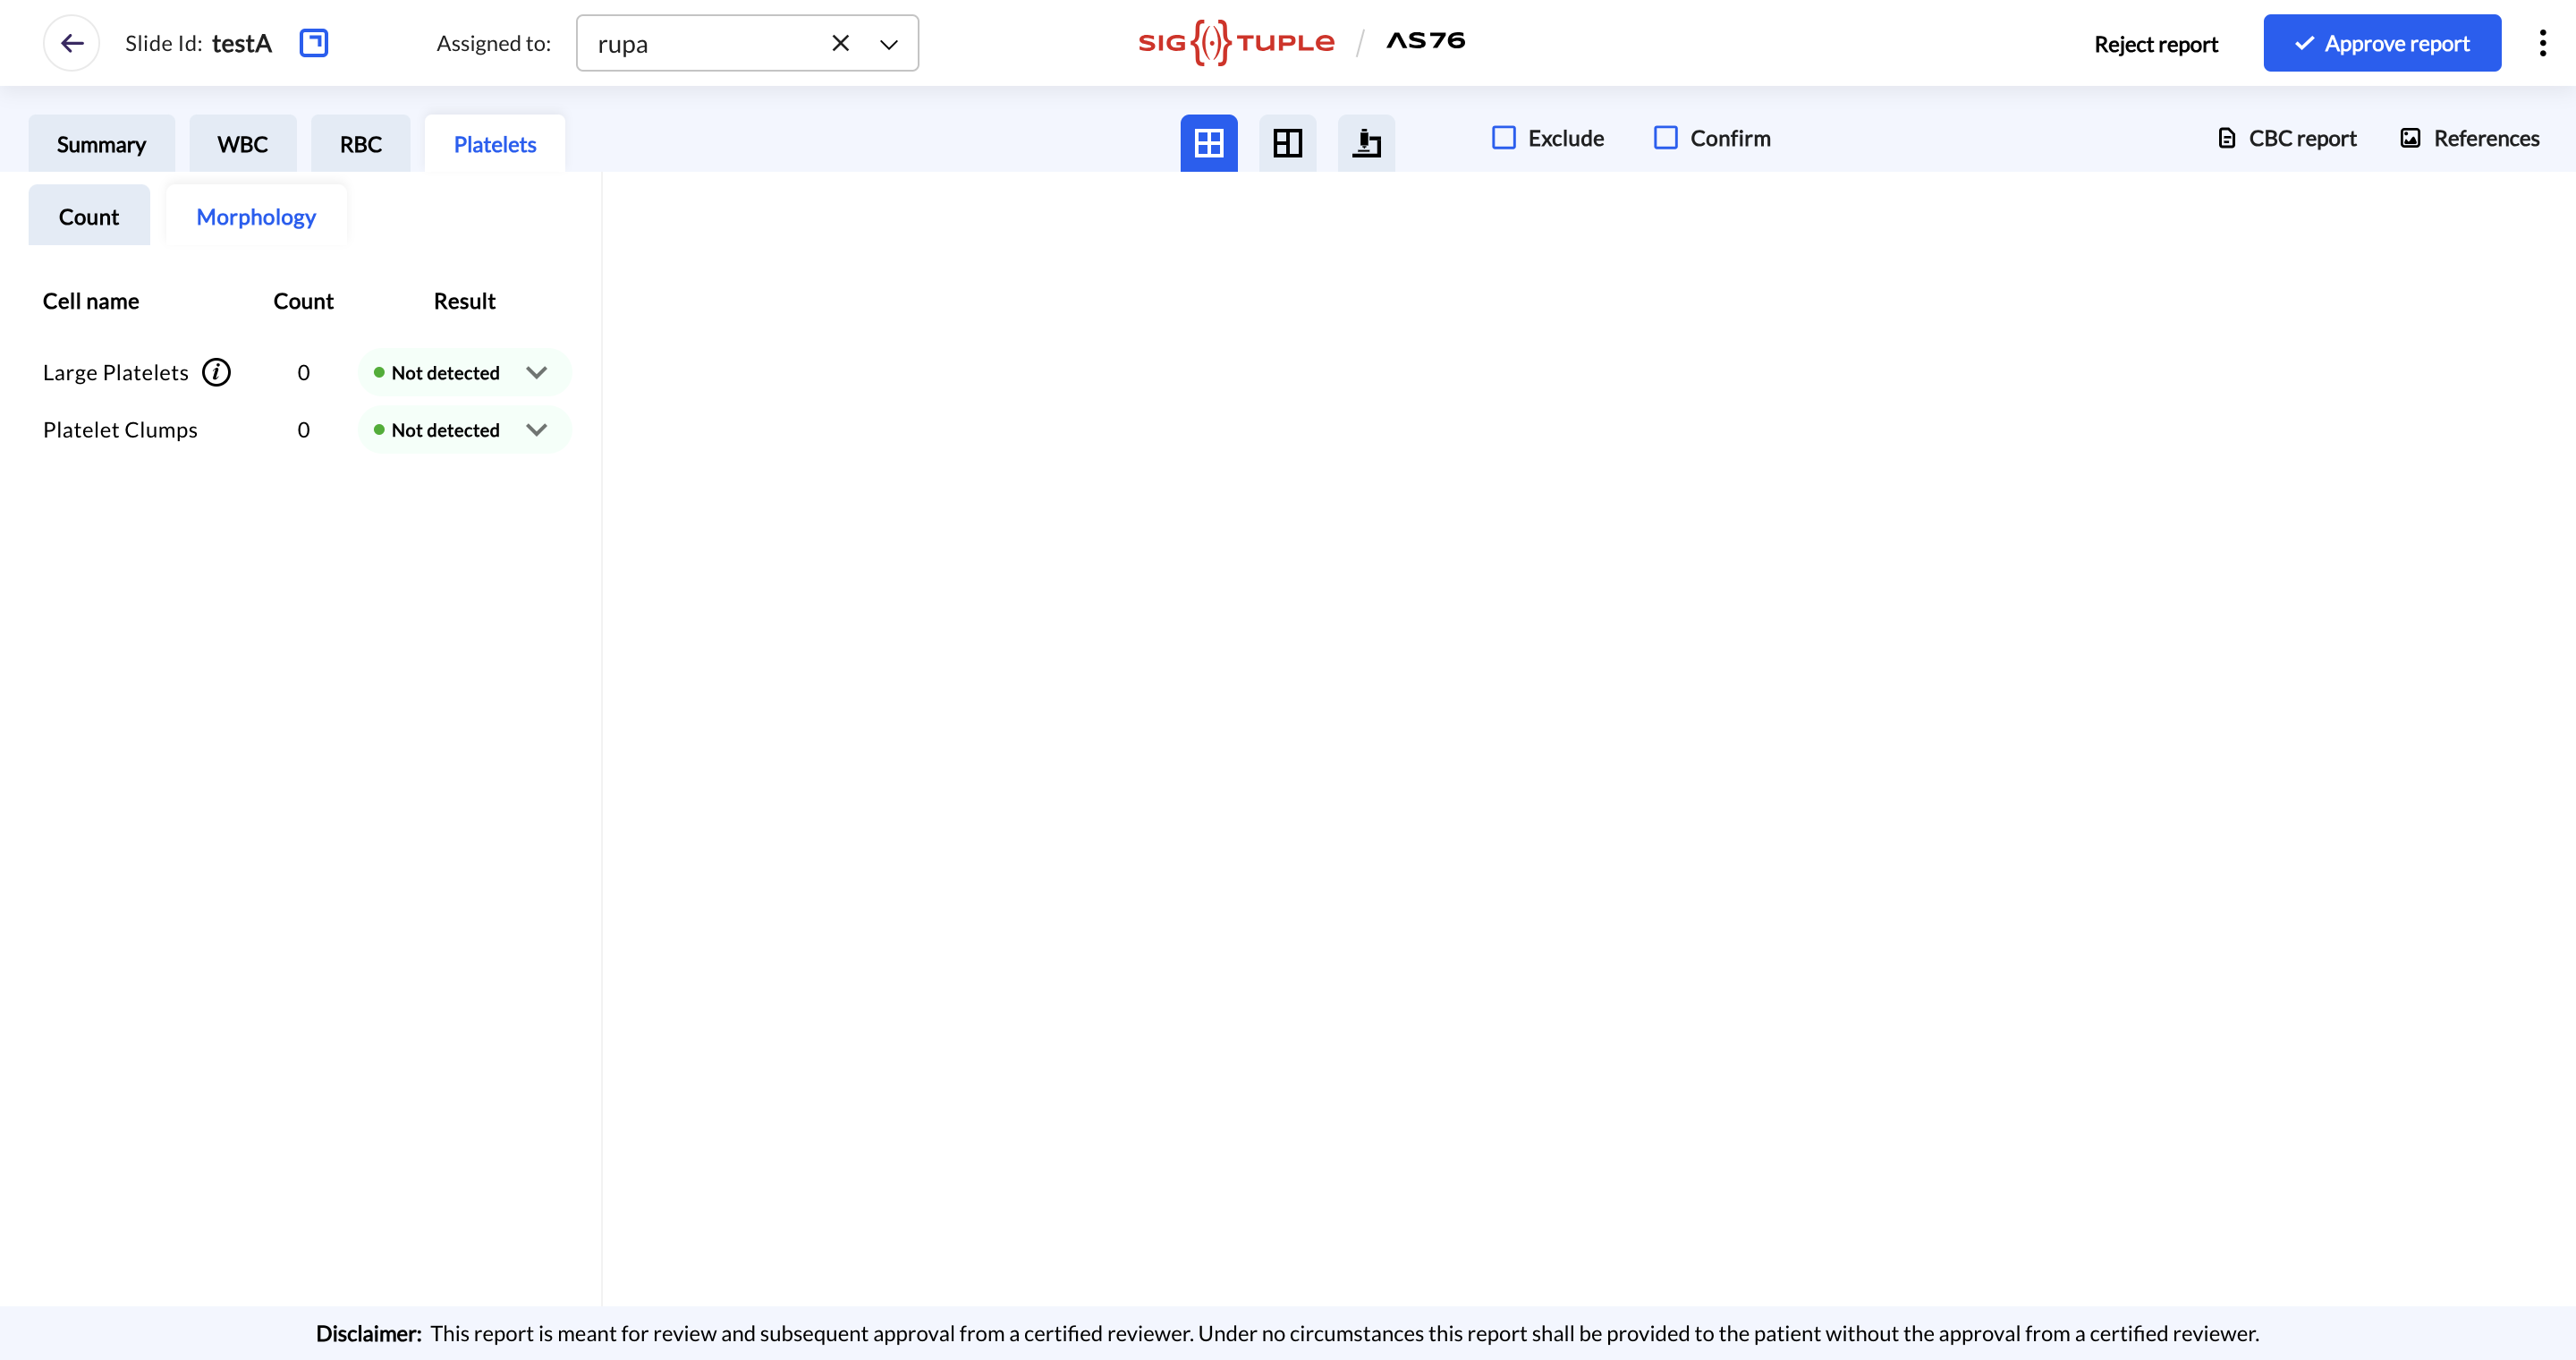 Slide Id: testA
Assigned to: rupa
SIGTUPLE / AS76
Reject report
Approve report
Summary
WBC
RBC
Platelets
Exclude
Confirm
CBC report
References
Count
Morphology
Cell name Count Result
Large Platelets i 0 Not detected
Platelet Clumps 0 Not detected
Disclaimer: This report is meant for review and subsequent approval from a certified reviewer. Under no circumstances this report shall be provided to the patient without the approval from a certified reviewer.